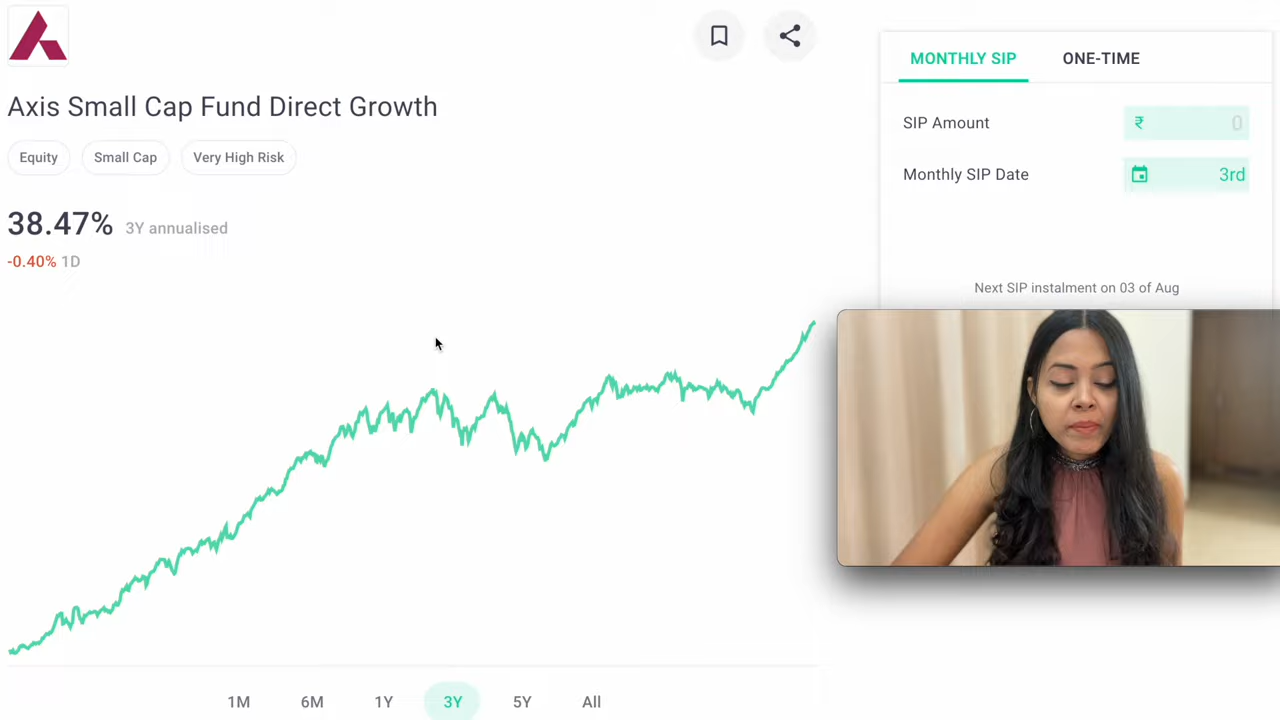 Axis Small Cap Fund Direct Growth
Equity
Small Cap
Very High Risk
38.47% 3Y annualised
-0.40% 1D
1M
6M
1Y
3Y
5Y
All
MONTHLY SIP
ONE-TIME
SIP Amount
₹ 0
Monthly SIP Date
3rd
Next SIP instalment on 03 of Aug